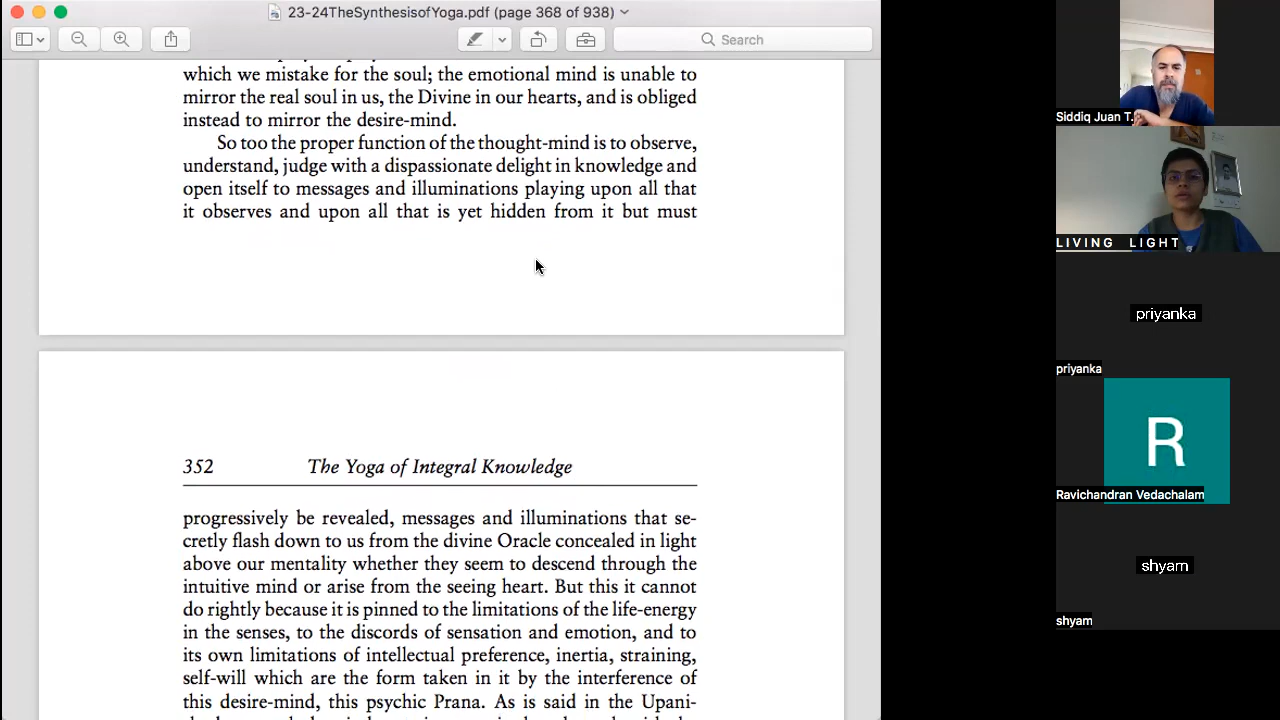 23-24TheSynthesisofYoga.pdf (page 368 of 938)
Search
which we mistake for the soul; the emotional mind is unable to
mirror the real soul in us, the Divine in our hearts, and is obliged
instead to mirror the desire-mind.
So too the proper function of the thought-mind is to observe,
understand, judge with a dispassionate delight in knowledge and
open itself to messages and illuminations playing upon all that
it observes and upon all that is yet hidden from it but must
352 The Yoga of Integral Knowledge
progressively be revealed, messages and illuminations that se-
cretly flash down to us from the divine Oracle concealed in light
above our mentality whether they seem to descend through the
intuitive mind or arise from the seeing heart. But this it cannot
do rightly because it is pinned to the limitations of the life-energy
in the senses, to the discords of sensation and emotion, and to
its own limitations of intellectual preference, inertia, straining,
self-will which are the form taken in it by the interference of
this desire-mind, this psychic Prana. As is said in the Upani-
Siddiq Juan T.
LIVING LIGHT
priyanka
priyanka
R
Ravichandran Vedachalam
shyam
shyam